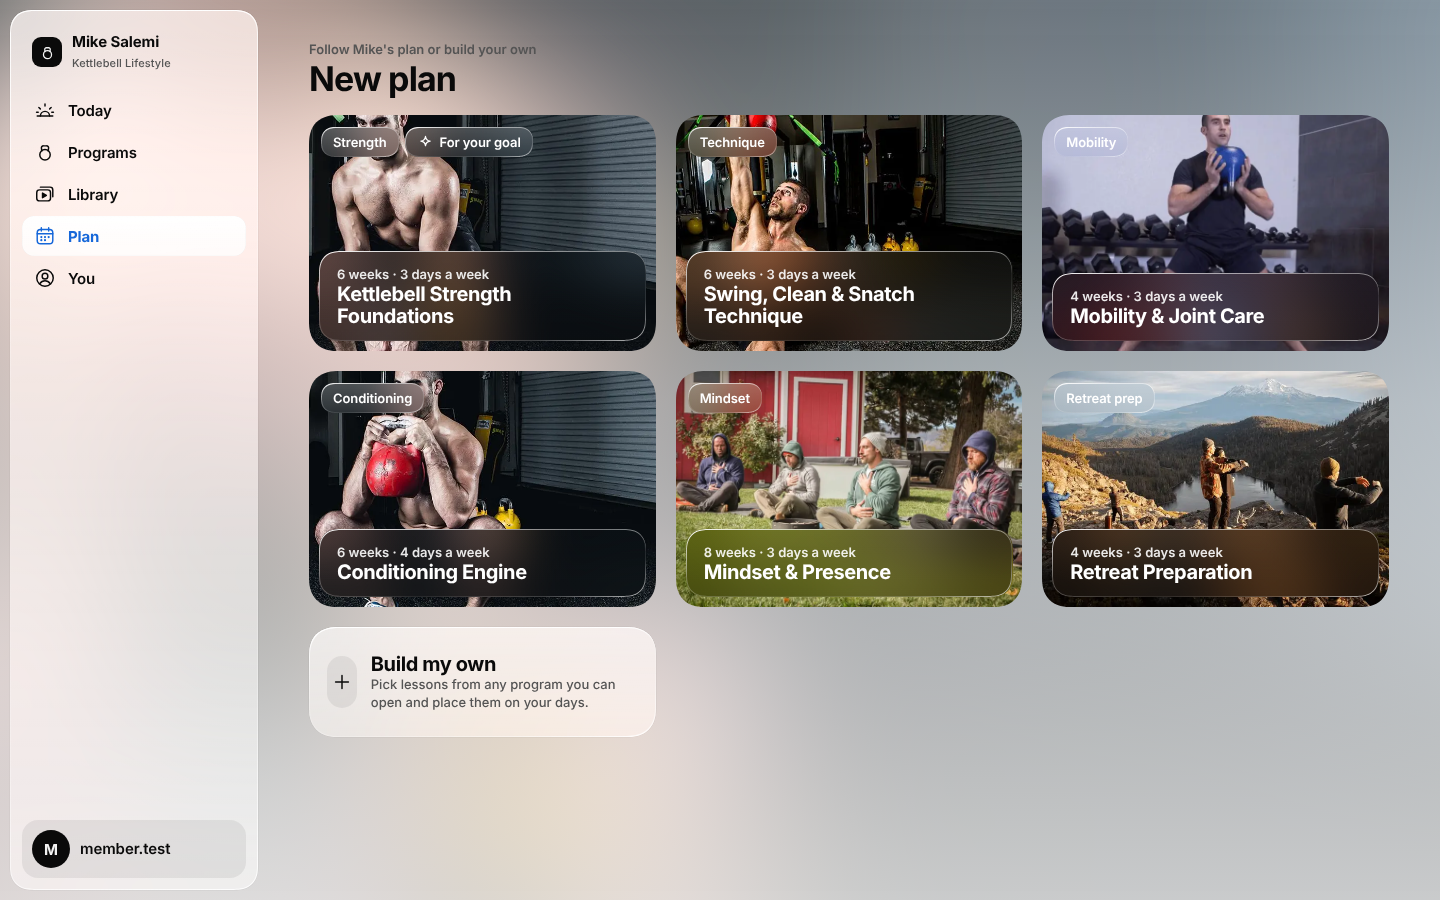 Mike Salemi
Kettlebell Lifestyle
Today
Programs
Library
Plan
You
M
member.test
Follow Mike's plan or build your own
New plan
Strength
For your goal
6 weeks · 3 days a week
Kettlebell Strength
Foundations
Technique
6 weeks · 3 days a week
Swing, Clean & Snatch
Technique
Mobility
4 weeks · 3 days a week
Mobility & Joint Care
Conditioning
6 weeks · 4 days a week
Conditioning Engine
Mindset
8 weeks · 3 days a week
Mindset & Presence
Retreat prep
4 weeks · 3 days a week
Retreat Preparation
Build my own
Pick lessons from any program you can
open and place them on your days.